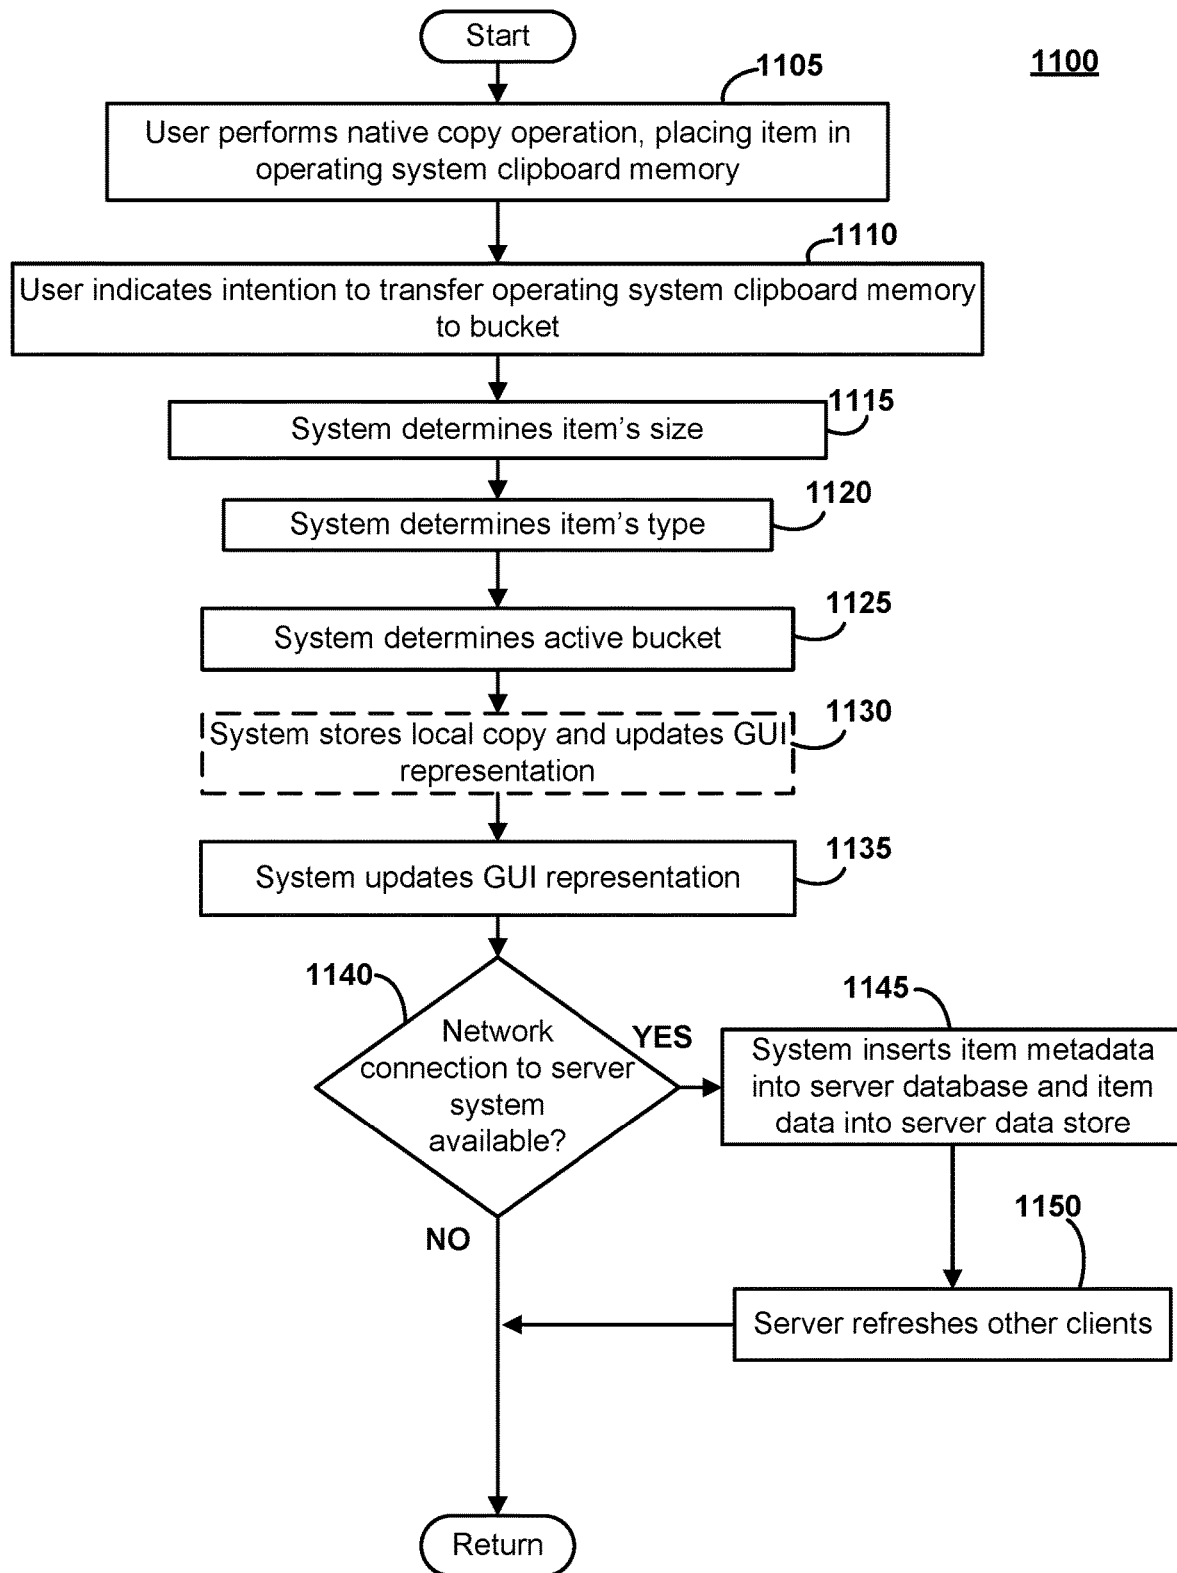 Start
1100
1105
User performs native copy operation, placing item in
operating system clipboard memory
1110
User indicates intention to transfer operating system clipboard memory
to bucket
1115
System determines item's size
1120
System determines item's type
1125
System determines active bucket
1130
System stores local copy and updates GUI
representation
1135
System updates GUI representation
1140
Network
connection to server
system
available?
YES
1145
System inserts item metadata
into server database and item
data into server data store
NO
1150
Server refreshes other clients
Return